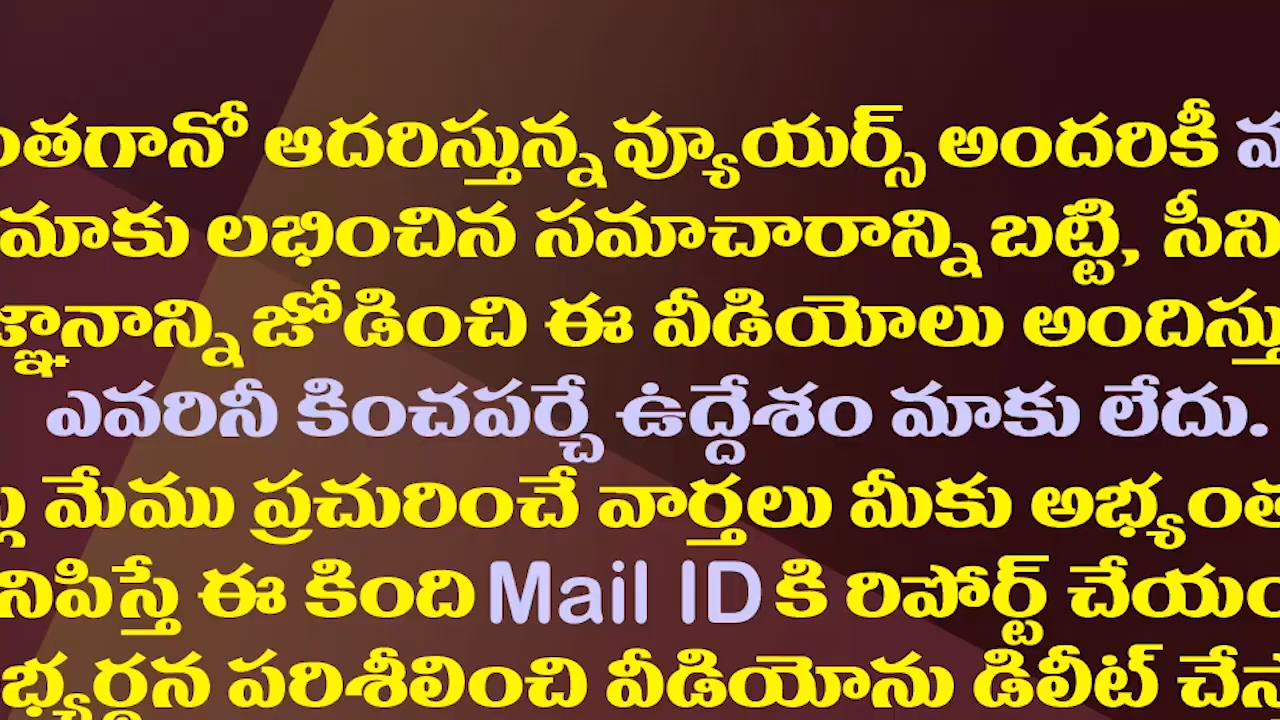 ంతగానో ఆదరిస్తున్న వ్యూయర్స్ అందరికీ
మాకు లభించిన సమాచారాన్ని బట్టి, సీని
జ్ఞానాన్ని జోడించి ఈ వీడియోలు అందిస్తు
ఎవరినీ కించపర్చే ఉద్దేశం మాకు లేదు.
మేము ప్రచురించే వార్తలు మీకు అభ్యంత
నిపిస్తే ఈ కింది Mail ID కి రిపోర్ట్ చేయం
భ్యర్థన పరిశీలించి వీడియోను డిలీట్ చేస